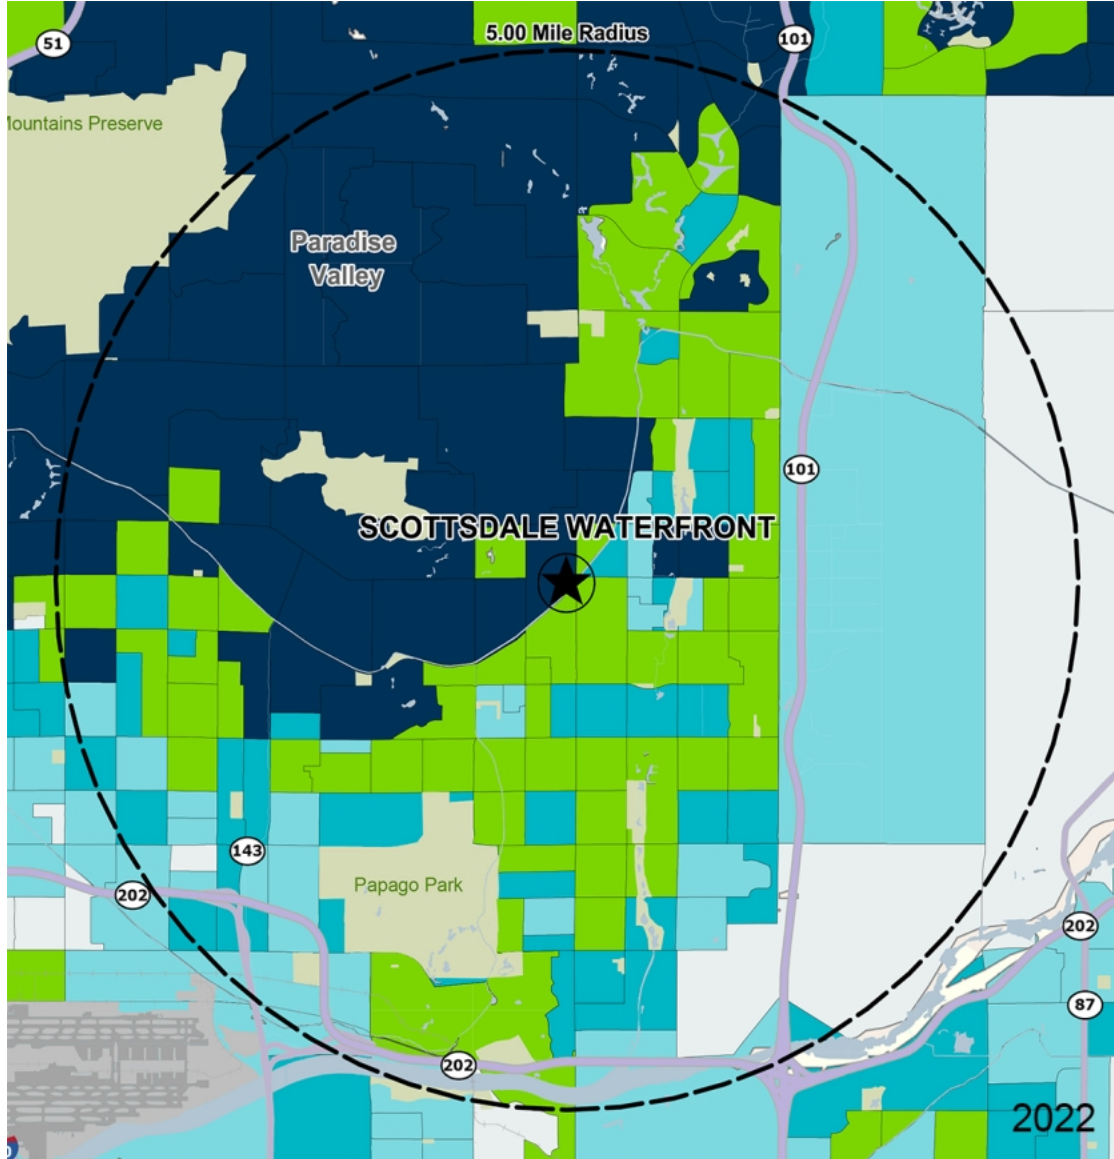 5.00 Mile Radius
51
101
Mountains Preserve
Paradise
Valley
101
SCOTTSDALE WATERFRONT
143
Papago Park
202
202
87
202
2022